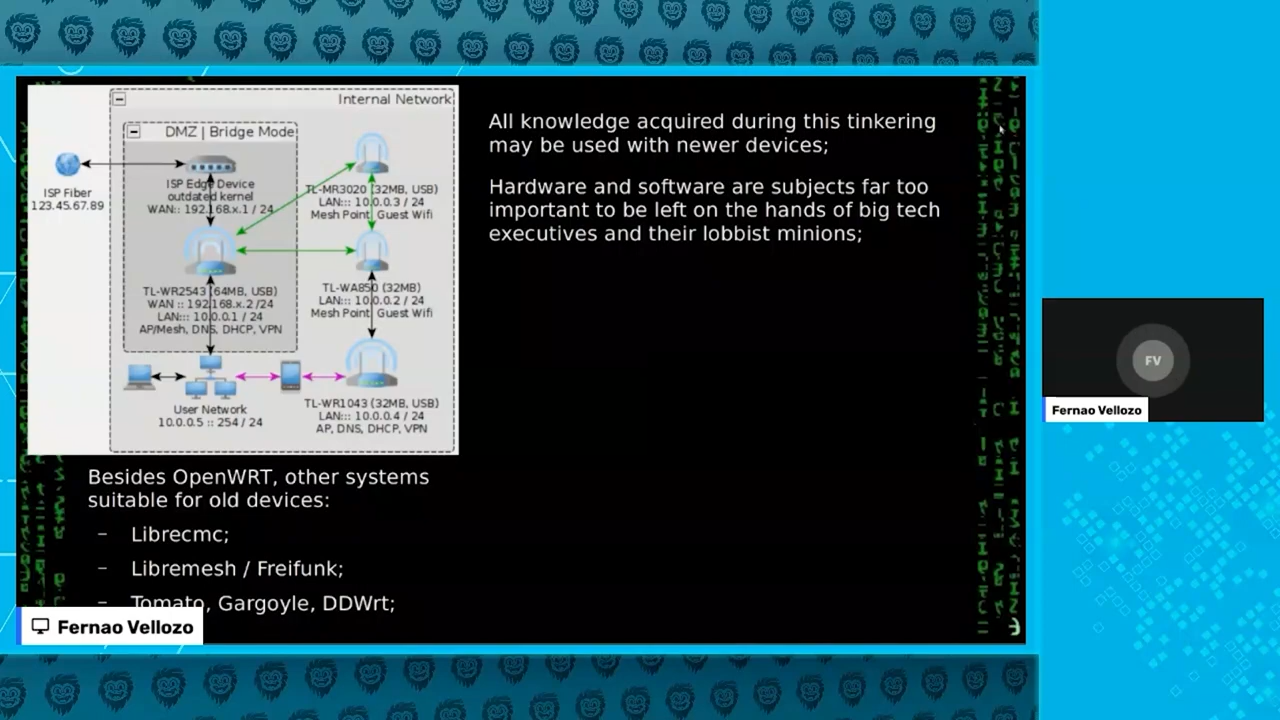 Internal Network
DMZ | Bridge Mode
ISP Fiber
123.45.67.89
ISP Edge Device
outdated kernel
WAN:: 192.168.x.1 / 24
TL-MR3020 (32MB, USB)
LAN::: 10.0.0.3 / 24
Mesh Point, Guest Wifi
TL-WR2543 (64MB, USB)
WAN :: 192.168.x.2 /24
LAN::: 10.0.0.1 / 24
AP/Mesh, DNS, DHCP, VPN
TL-WA850 (32MB)
LAN::: 10.0.0.2 / 24
Mesh Point, Guest Wifi
User Network
10.0.0.5 :: 254 / 24
TL-WR1043 (32MB, USB)
LAN::: 10.0.0.4 / 24
AP, DNS, DHCP, VPN
All knowledge acquired during this tinkering
may be used with newer devices;
Hardware and software are subjects far too
important to be left on the hands of big tech
executives and their lobbist minions;
Besides OpenWRT, other systems
suitable for old devices:
– Librecmc;
– Libremesh / Freifunk;
– Tomato, Gargoyle, DDWrt;
Fernao Vellozo
FV
Fernao Vellozo